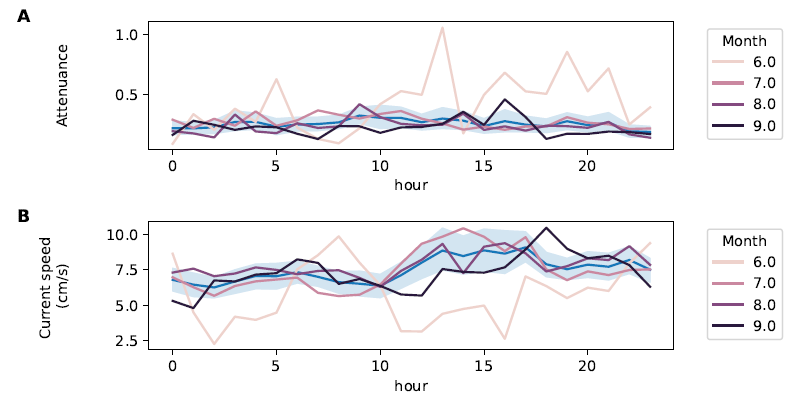 A
Attenuance
1.0
0.5
0 5 10 15 20
hour
Month
6.0
7.0
8.0
9.0
B
Current speed
(cm/s)
10.0
7.5
5.0
2.5
0 5 10 15 20
hour
Month
6.0
7.0
8.0
9.0